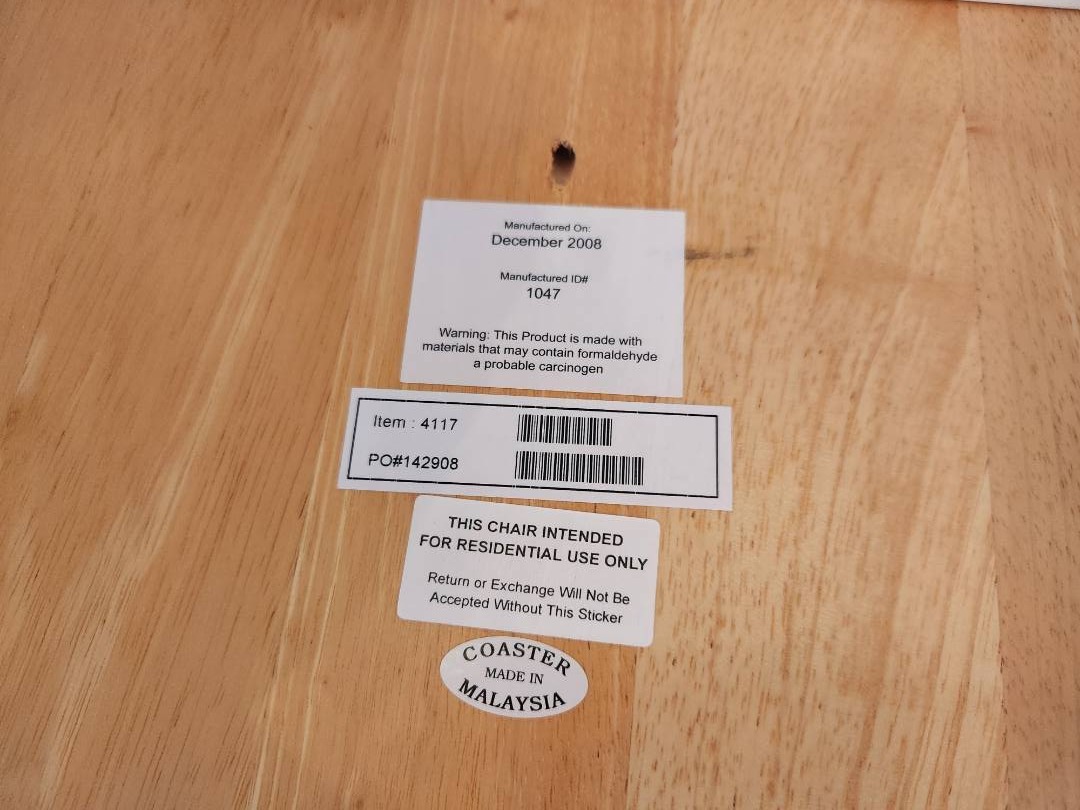 Manufactured On:
December 2008
Manufactured ID#
1047
Warning: This Product is made with
materials that may contain formaldehyde
a probable carcinogen
Item : 4117
PO#142908
THIS CHAIR INTENDED
FOR RESIDENTIAL USE ONLY
Return or Exchange Will Not Be
Accepted Without This Sticker
COASTER
MADE IN
MALAYSIA